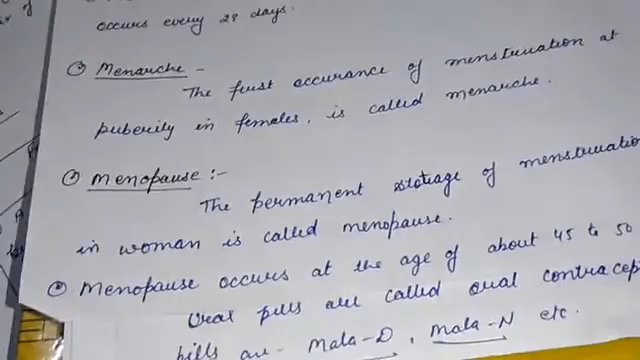 occurs every 28 days.
Menarche -
The first occurance of menstruation at
puberity in females, is called menarche.
Menopause :-
The permanent of menstruation
in woman is called menopause.
Menopause occurs at the age of about 45 to 50
Oral pills are called oral contracep
pills are - Mala-D, Mala-N etc.